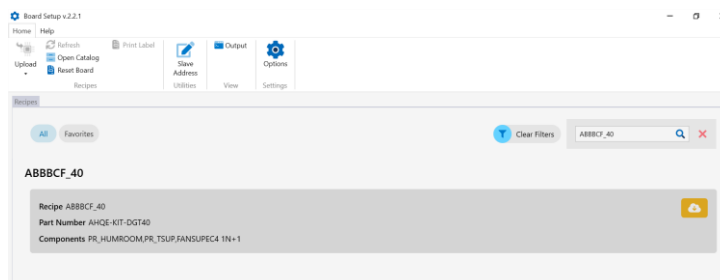 Board Setup v.2.2.1
Home Help
Upload
Refresh
Open Catalog
Reset Board
Print Label
Recipes
Slave Address
Utilities
Output
View
Options
Settings
Recipes
All Favorites
Clear Filters
ABBBCF_40
ABBBCF_40
Recipe ABBBCF_40
Part Number AHQE-KIT-DGT40
Components PR_HUMROOM,PR_TSUP,FANSUPEC4 1N+1